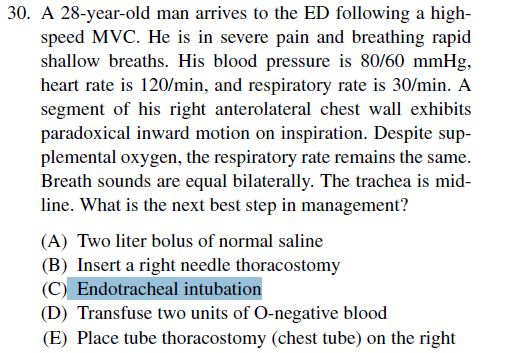 30. A 28-year-old man arrives to the ED following a high-
speed MVC. He is in severe pain and breathing rapid
shallow breaths. His blood pressure is 80/60 mmHg,
heart rate is 120/min, and respiratory rate is 30/min. A
segment of his right anterolateral chest wall exhibits
paradoxical inward motion on inspiration. Despite sup-
plemental oxygen, the respiratory rate remains the same.
Breath sounds are equal bilaterally. The trachea is mid-
line. What is the next best step in management?
(A) Two liter bolus of normal saline
(B) Insert a right needle thoracostomy
(C) Endotracheal intubation
(D) Transfuse two units of O-negative blood
(E) Place tube thoracostomy (chest tube) on the right